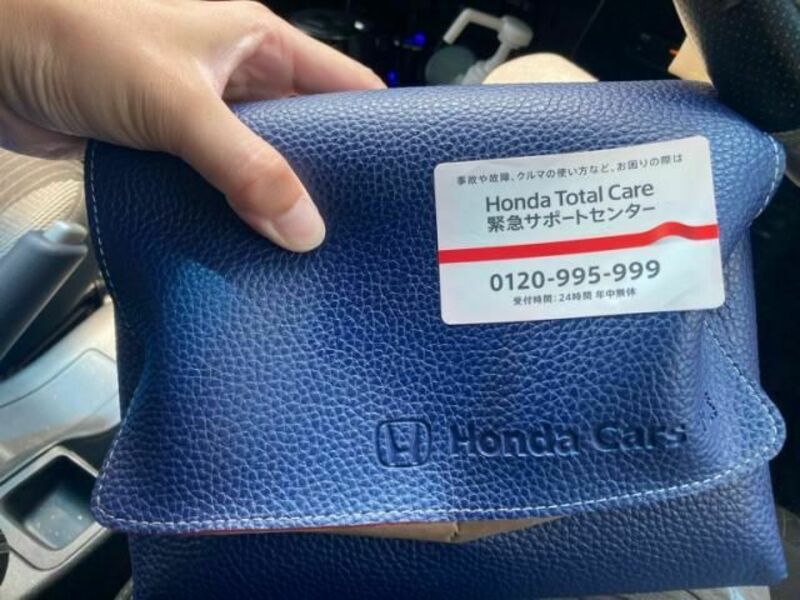 事故や故障、クルマの使い方など、お困りの際は
Honda Total Care
緊急サポートセンター
0120-995-999
受付時間：24時間 年中無休
Honda Cars